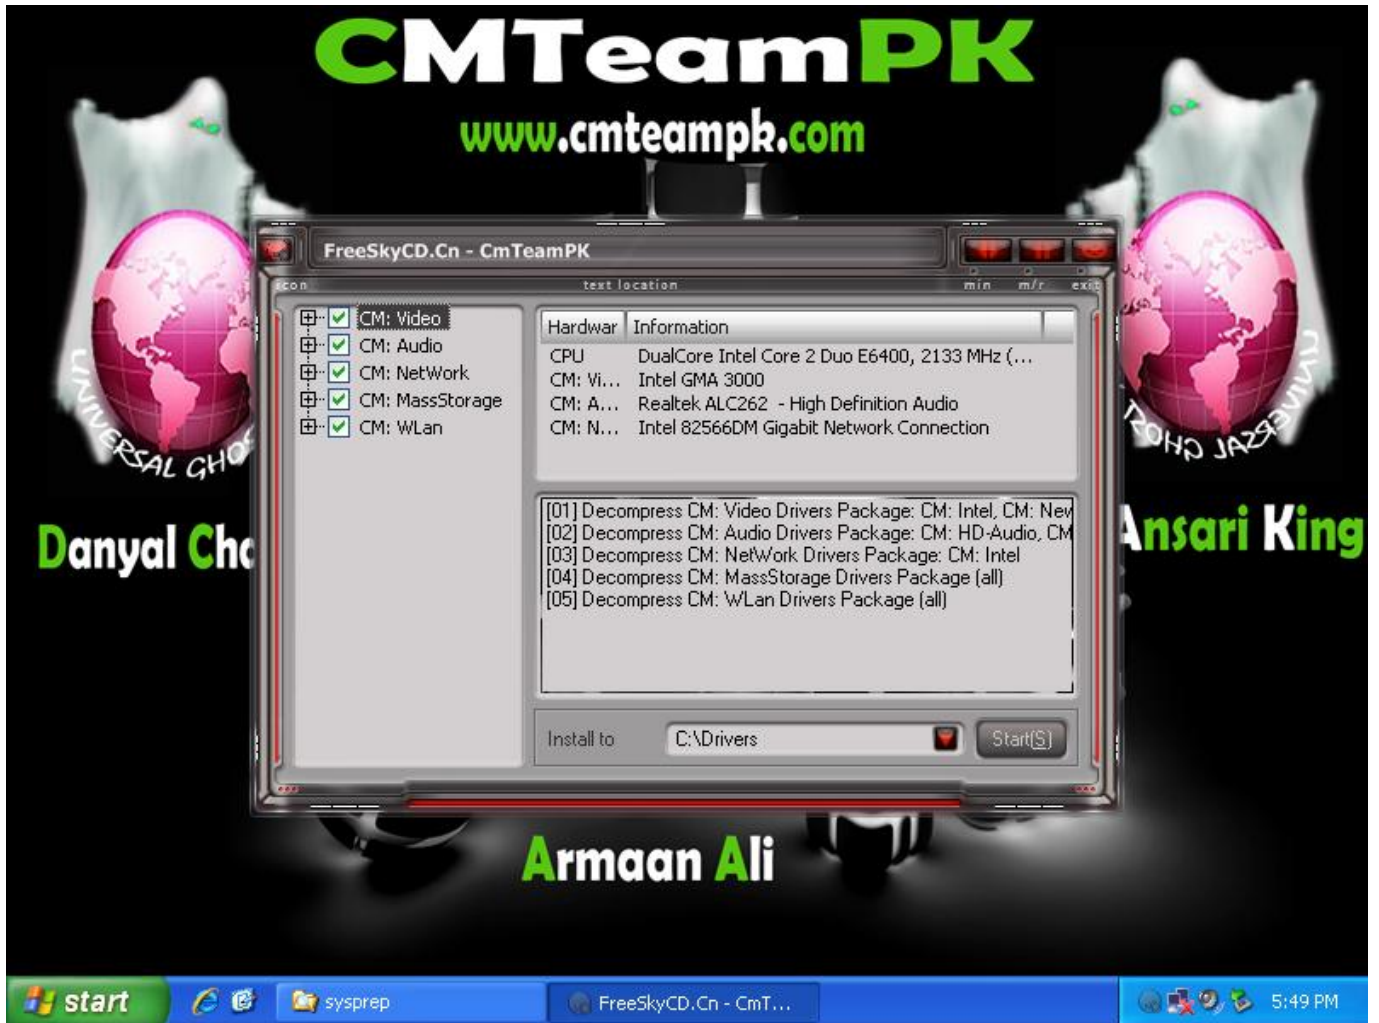 CMTeamPK
www.cmteampk.com
FreeSkyCD.Cn - CmTeamPK
icon
text location
min
m/r
exit
CM: Video
CM: Audio
CM: NetWork
CM: MassStorage
CM: WLan
Hardwar Information
CPU DualCore Intel Core 2 Duo E6400, 2133 MHz (...
CM: Vi... Intel GMA 3000
CM: A... Realtek ALC262 - High Definition Audio
CM: N... Intel 82566DM Gigabit Network Connection
[01] Decompress CM: Video Drivers Package: CM: Intel, CM: New
[02] Decompress CM: Audio Drivers Package: CM: HD-Audio, CM
[03] Decompress CM: NetWork Drivers Package: CM: Intel
[04] Decompress CM: MassStorage Drivers Package (all)
[05] Decompress CM: WLan Drivers Package (all)
Install to C:\Drivers Start(S)
UNIVERSAL GHO
UNIVERSAL GHOST
Danyal Cho
Ansari King
Armaan Ali
start sysprep FreeSkyCD.Cn - CmT... 5:49 PM